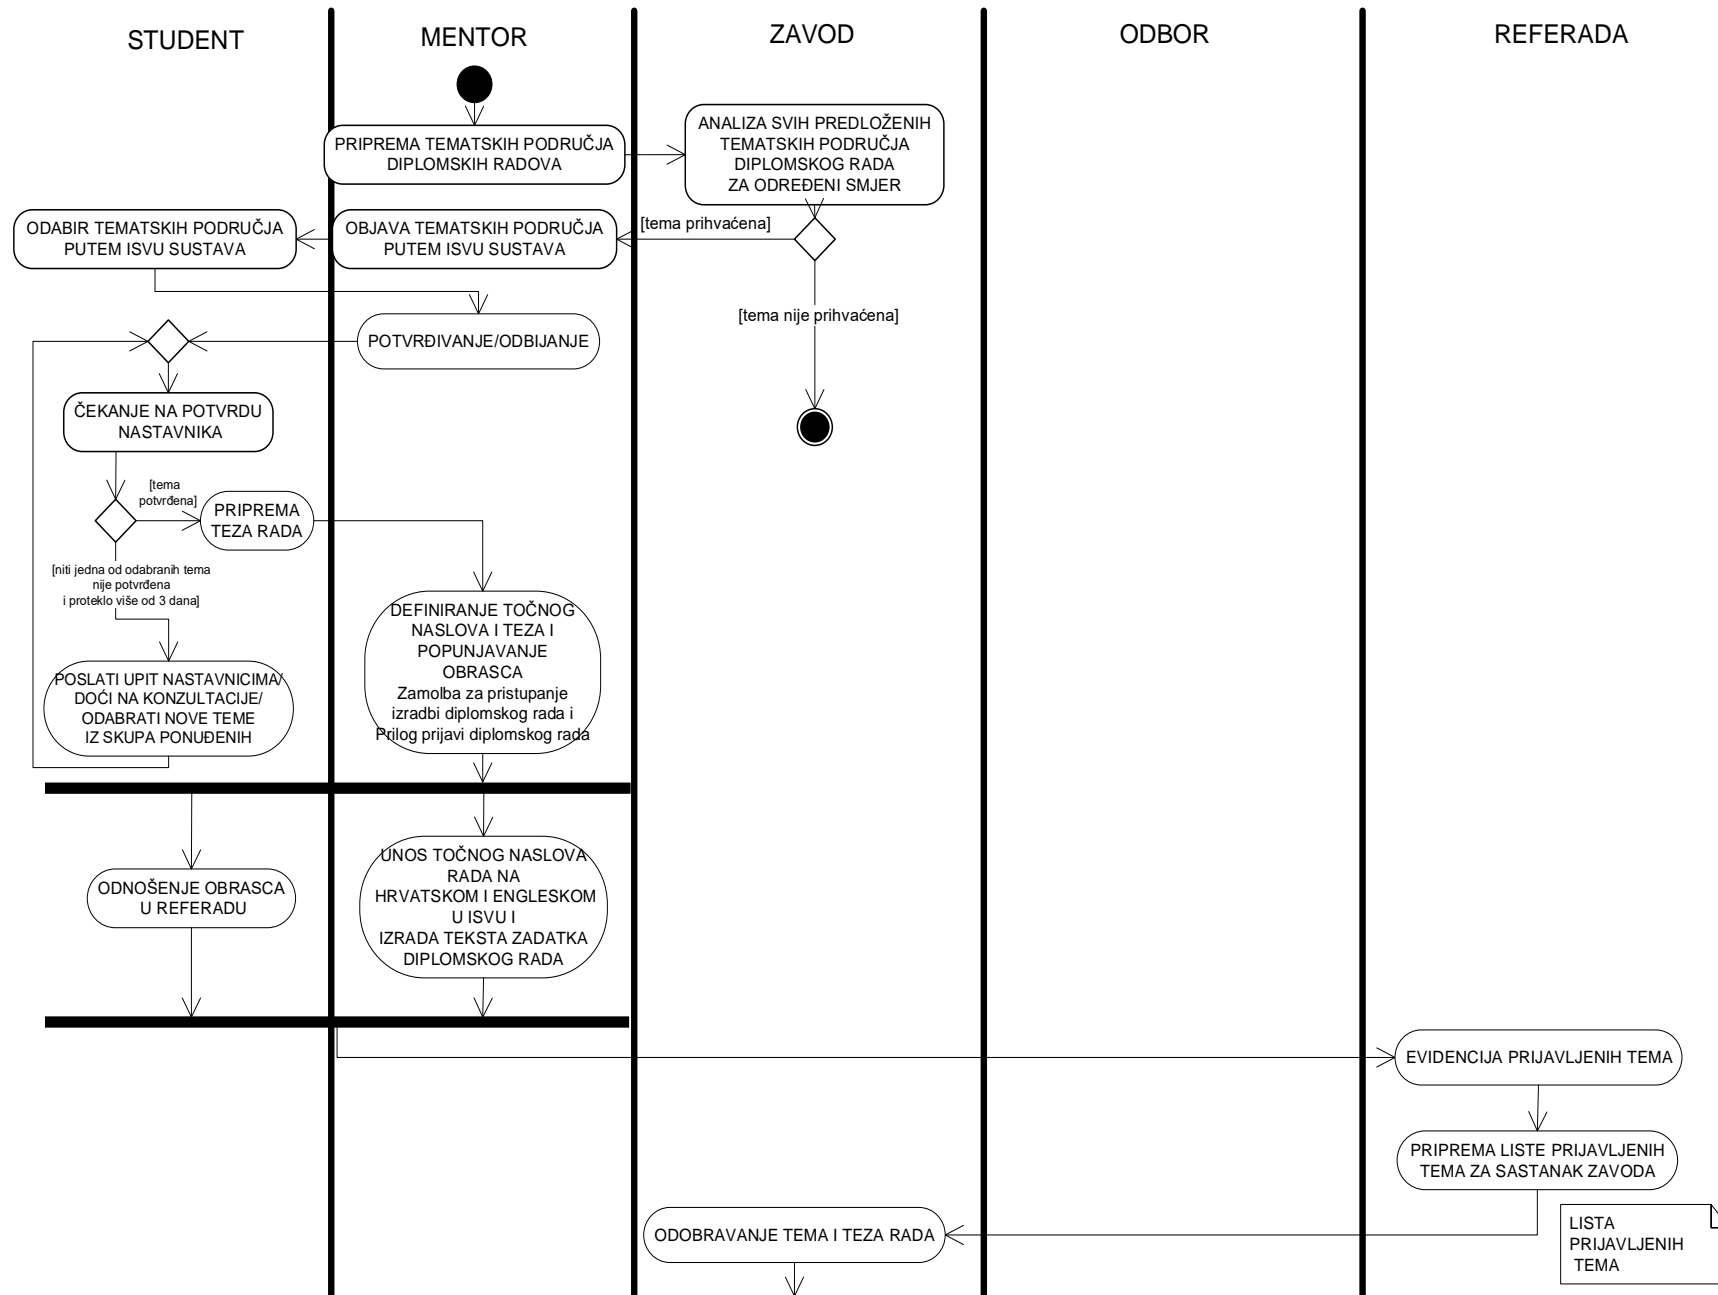 STUDENT
MENTOR
ZAVOD
ODBOR
REFERADA
PRIPREMA TEMATSKIH PODRUČJA
DIPLOMSKIH RADOVA
ANALIZA SVIH PREDLOŽENIH
TEMATSKIH PODRUČJA
DIPLOMSKOG RADA
ZA ODREĐENI SMJER
ODABIR TEMATSKIH PODRUČJA
PUTEM ISVU SUSTAVA
OBJAVA TEMATSKIH PODRUČJA
PUTEM ISVU SUSTAVA
[tema prihvaćena]
[tema nije prihvaćena]
POTVRĐIVANJE/ODBIJANJE
ČEKANJE NA POTVRDU
NASTAVNIKA
[tema
potvrđena]
PRIPREMA
TEZA RADA
[niti jedna od odabranih tema
nije potvrđena
i proteklo više od 3 dana]
DEFINIRANJE TOČNOG
NASLOVA I TEZA I
POPUNJAVANJE
OBRASCA
Zamolba za pristupanje
izradbi diplomskog rada i
Prilog prijavi diplomskog rada
POSLATI UPIT NASTAVNICIMA/
DOĆI NA KONZULTACIJE/
ODABRATI NOVE TEME
IZ SKUPA PONUĐENIH
ODNOŠENJE OBRASCA
U REFERADU
UNOS TOČNOG NASLOVA
RADA NA
HRVATSKOM I ENGLESKOM
U ISVU I
IZRADA TEKSTA ZADATKA
DIPLOMSKOG RADA
EVIDENCIJA PRIJAVLJENIH TEMA
PRIPREMA LISTE PRIJAVLJENIH
TEMA ZA SASTANAK ZAVODA
ODOBRAVANJE TEMA I TEZA RADA
LISTA
PRIJAVLJENIH
TEMA